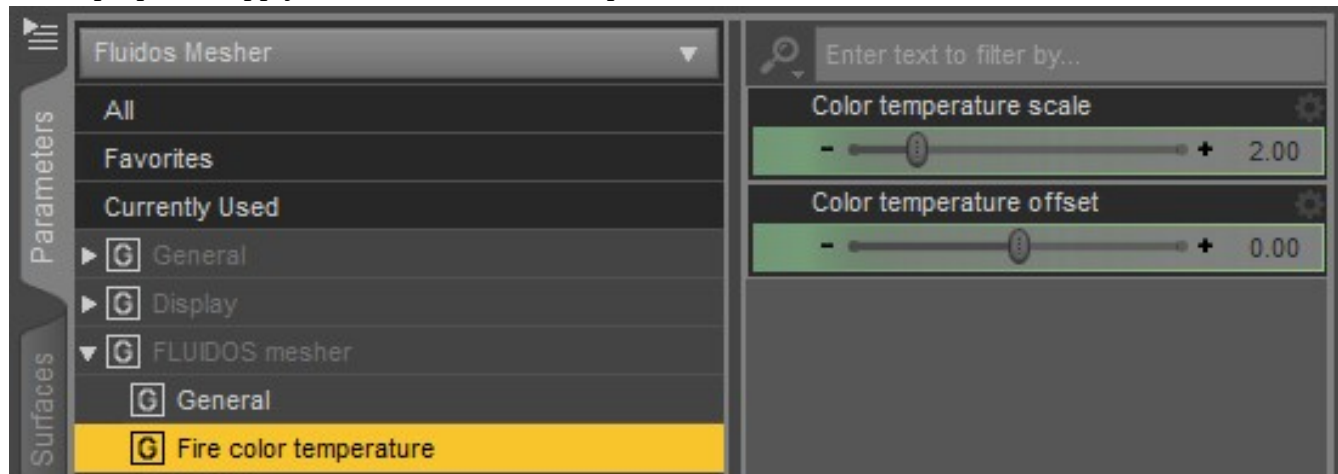 Parameters
Surfaces
Fluidos Mesher
All
Favorites
Currently Used
G General
G Display
G FLUIDOS mesher
G General
G Fire color temperature
Enter text to filter by...
Color temperature scale
- + 2.00
Color temperature offset
- + 0.00